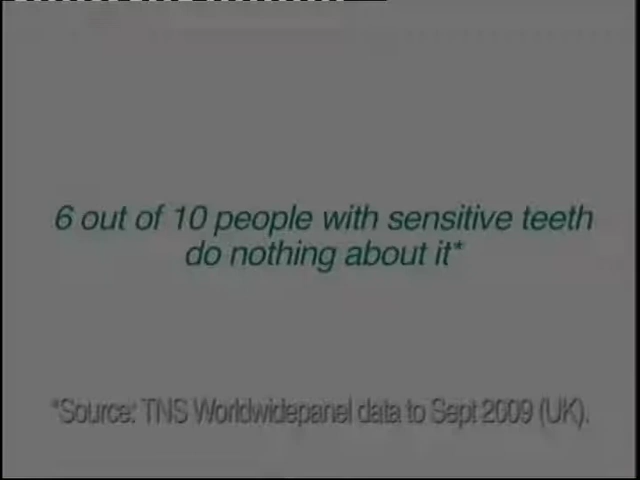 6 out of 10 people with sensitive teeth
do nothing about it*
*Source: TNS Worldwidepanel data to Sept 2009 (UK).